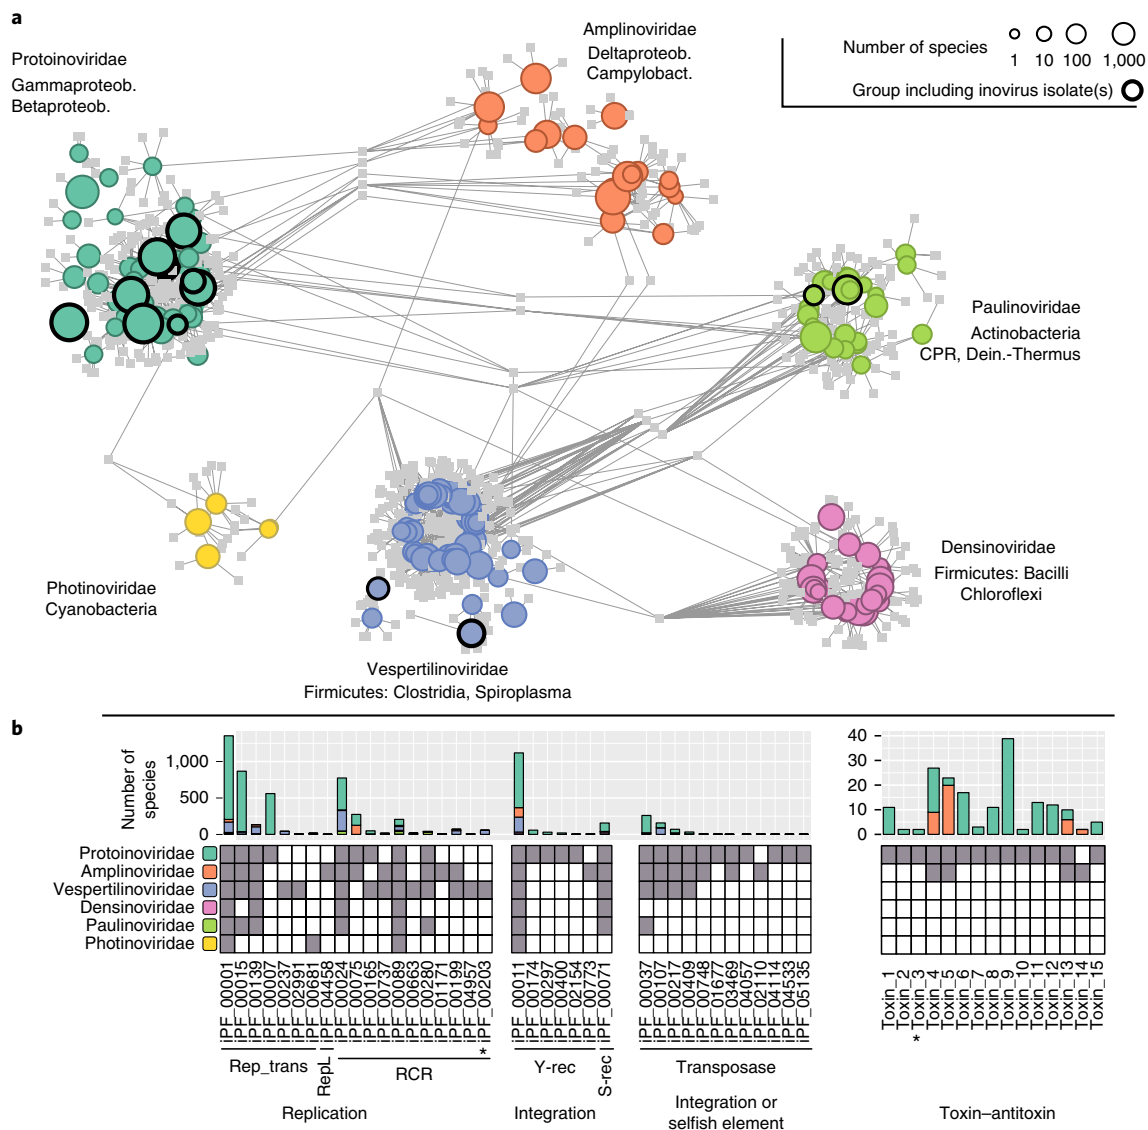 a
Protoinoviridae
Gammaproteob.
Betaproteob.
Amplinoviridae
Deltaproteob.
Campylobact.
Number of species
1 10 100 1,000
Group including inovirus isolate(s)
Paulinoviridae
Actinobacteria
CPR, Dein.-Thermus
Photinoviridae
Cyanobacteria
Densinoviridae
Firmicutes: Bacilli
Chloroflexi
Vespertilinoviridae
Firmicutes: Clostridia, Spiroplasma
b
Number of
species
1,000
500
0
40
30
20
10
0
Protoinoviridae
Amplinoviridae
Vespertilinoviridae
Densinoviridae
Paulinoviridae
Photinoviridae
iPF_00001
iPF_00015
iPF_00139
iPF_00007
iPF_00237
iPF_02991
iPF_00681
iPF_04458
iPF_00024
iPF_00075
iPF_00165
iPF_00737
iPF_00089
iPF_00663
iPF_00280
iPF_01171
iPF_00199
iPF_04957
* iPF_00203
iPF_00011
iPF_00174
iPF_00297
iPF_00400
iPF_02154
iPF_00773
iPF_00071
iPF_00037
iPF_00107
iPF_00217
iPF_00409
iPF_00748
iPF_01677
iPF_03469
iPF_04057
iPF_02110
iPF_04114
iPF_04533
iPF_05135
Toxin_1
Toxin_2
* Toxin_3
Toxin_4
Toxin_5
Toxin_6
Toxin_7
Toxin_8
Toxin_9
Toxin_10
Toxin_11
Toxin_12
Toxin_13
Toxin_14
Toxin_15
Rep_trans
RepL
RCR
Y-rec
S-rec
Transposase
Replication
Integration
Integration or
selfish element
Toxin–antitoxin